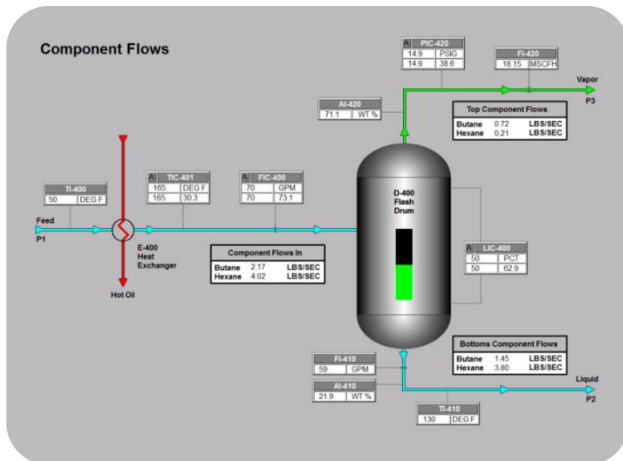 Component Flows
A PIC-420
14.9 PSIG
14.9 38.6
FI-420
18.15 MSCFH
Vapor
P3
AI-420
71.1 WT %
Top Component Flows
Butane 0.72 LBS/SEC
Hexane 0.21 LBS/SEC
TI-400
50 DEG F
A TIC-401
165 DEG F
165 30.3
A FIC-400
70 GPM
70 73.1
D-400
Flash
Drum
Feed
P1
E-400
Heat
Exchanger
Hot Oil
Component Flows In
Butane 2.17 LBS/SEC
Hexane 4.02 LBS/SEC
A LIC-400
50 PCT
50 62.9
Bottoms Component Flows
Butane 1.45 LBS/SEC
Hexane 3.80 LBS/SEC
FI-410
59 GPM
AI-410
21.9 WT %
TI-410
130 DEG F
Liquid
P2